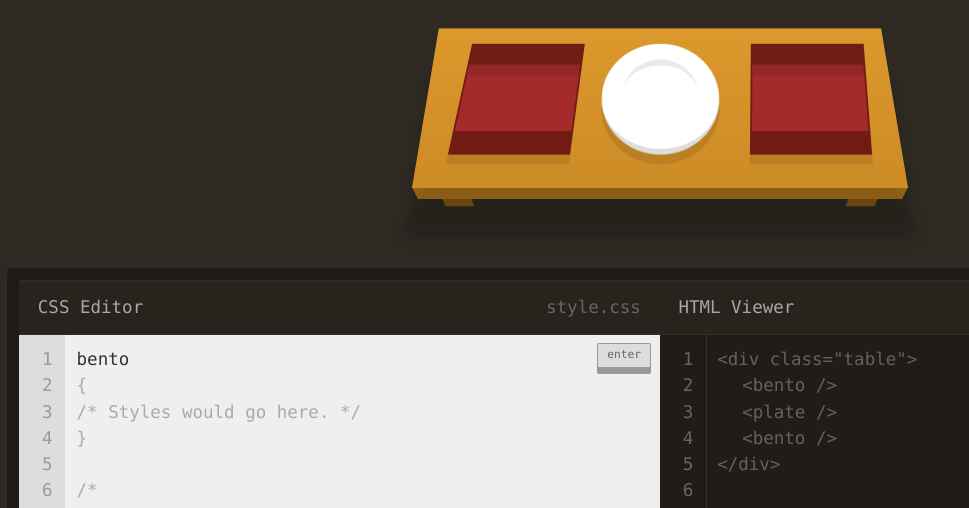 CSS Editor style.css HTML Viewer
enter
1 bento
2 {
3 /* Styles would go here. */
4 }
5
6 /*
1 <div class="table">
2 <bento />
3 <plate />
4 <bento />
5 </div>
6